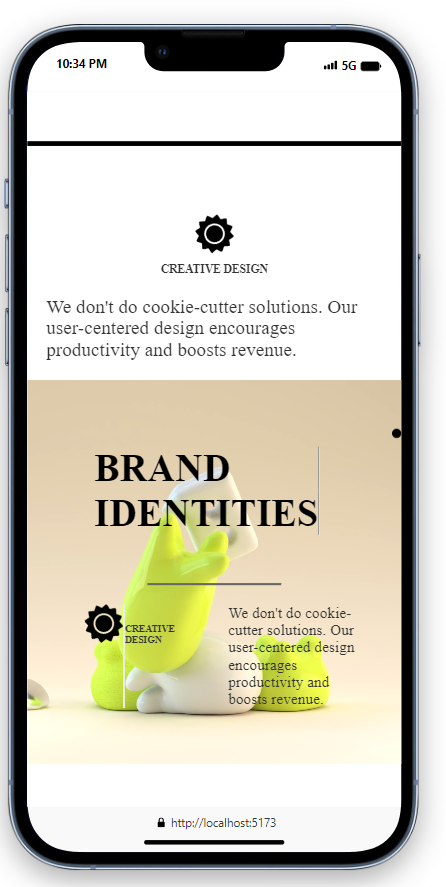 10:34 PM
5G
CREATIVE DESIGN
We don't do cookie-cutter solutions. Our
user-centered design encourages
productivity and boosts revenue.
BRAND
IDENTITIES
CREATIVE
DESIGN
We don't do cookie-
cutter solutions. Our
user-centered design
encourages
productivity and
boosts revenue.
http://localhost:5173